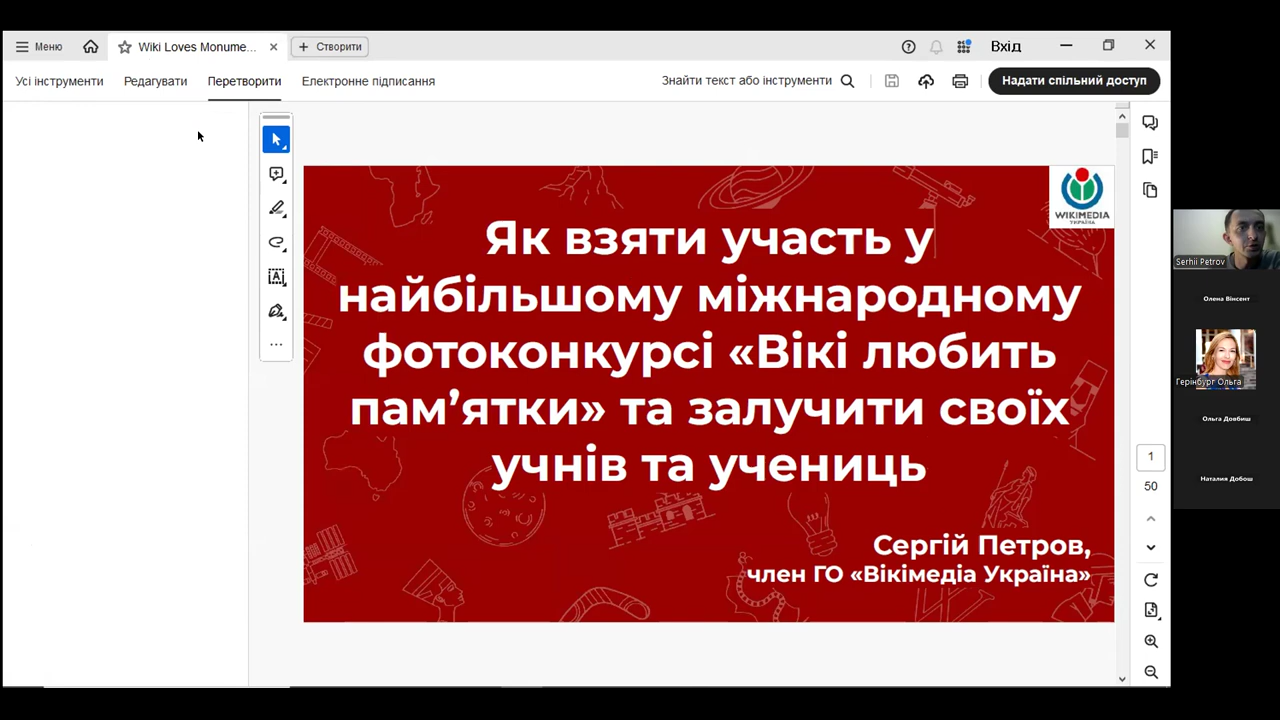 Меню
Wiki Loves Monume...
Створити
Вхід
Усі інструменти
Редагувати
Перетворити
Електронне підписання
Знайти текст або інструменти
Надати спільний доступ
WIKIMEDIA
УКРАЇНА
Як взяти участь у
найбільшому міжнародному
фотоконкурсі «Вікі любить
пам’ятки» та залучити своїх
учнів та учениць
Сергій Петров,
член ГО «Вікімедіа Україна»
1
50
Serhii Petrov
Олена Вінсент
Герінбург Ольга
Ольга Довбиш
Наталия Добош